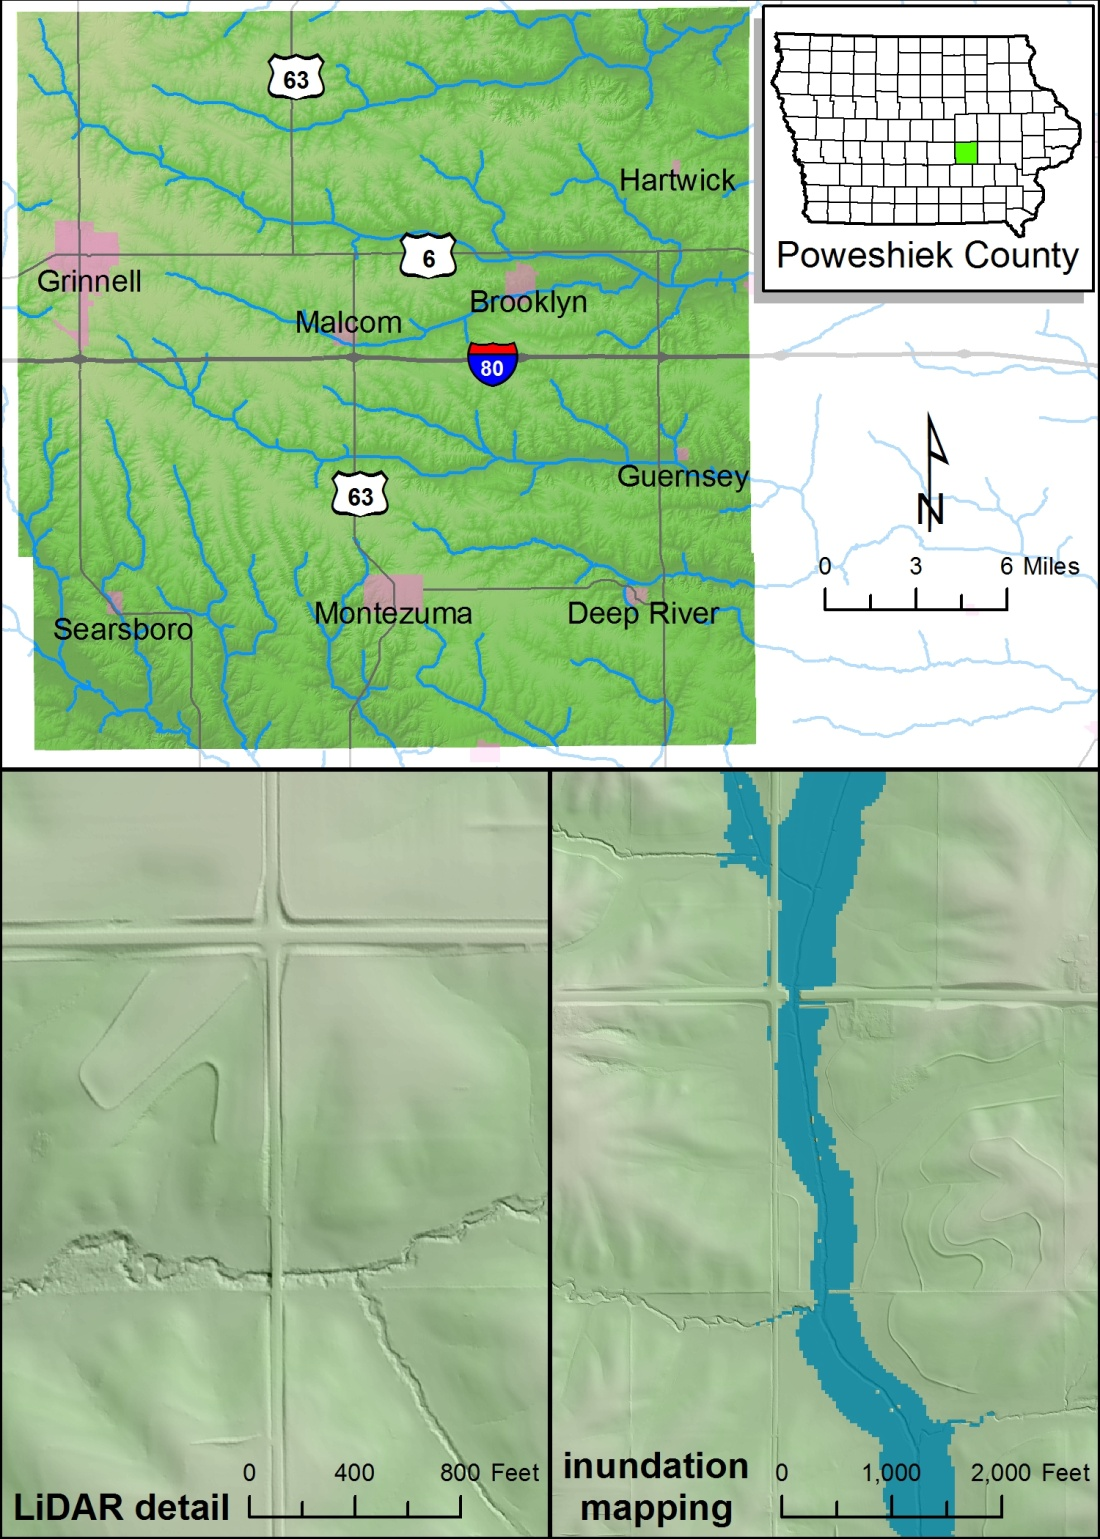 63
Hartwick
Poweshiek County
6
Grinnell
Brooklyn
Malcom
80
Guernsey
63
N
0 3 6 Miles
Montezuma
Deep River
Searsboro
LiDAR detail
0 400 800 Feet
inundation
mapping
0 1,000 2,000 Feet